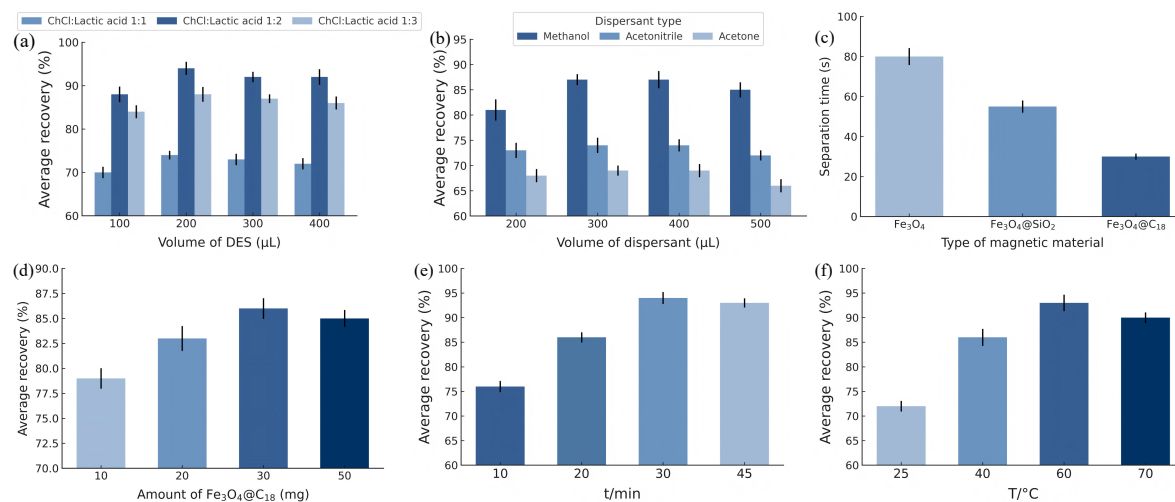 ChCl:Lactic acid 1:1 ChCl:Lactic acid 1:2 ChCl:Lactic acid 1:3
(a)
Average recovery (%)
100
90
80
70
60
100 200 300 400
Volume of DES (μL)
(b)
Dispersant type
Methanol Acetonitrile Acetone
Average recovery (%)
95
90
85
80
75
70
65
60
200 300 400 500
Volume of dispersant (μL)
(c)
Separation time (s)
100
80
60
40
20
0
Fe₃O₄ Fe₃O₄@SiO₂ Fe₃O₄@C₁₈
Type of magnetic material
(d)
Average recovery (%)
90.0
87.5
85.0
82.5
80.0
77.5
75.0
72.5
70.0
10 20 30 50
Amount of Fe₃O₄@C₁₈ (mg)
(e)
Average recovery (%)
100
95
90
85
80
75
70
65
60
10 20 30 45
t/min
(f)
Average recovery (%)
100
95
90
85
80
75
70
65
60
25 40 60 70
T/°C